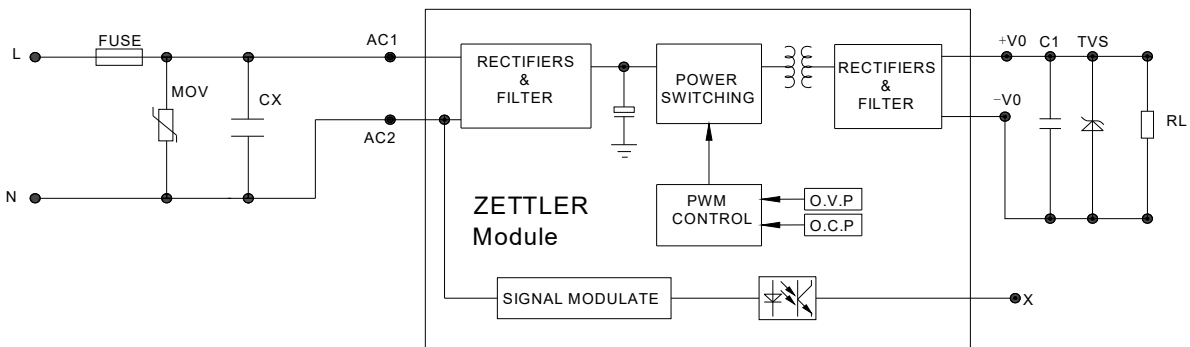 L
FUSE
MOV
CX
AC1
AC2
N
RECTIFIERS
&
FILTER
POWER
SWITCHING
RECTIFIERS
&
FILTER
+V0
C1
TVS
−V0
RL
ZETTLER
Module
PWM
CONTROL
O.V.P
O.C.P
SIGNAL MODULATE
X